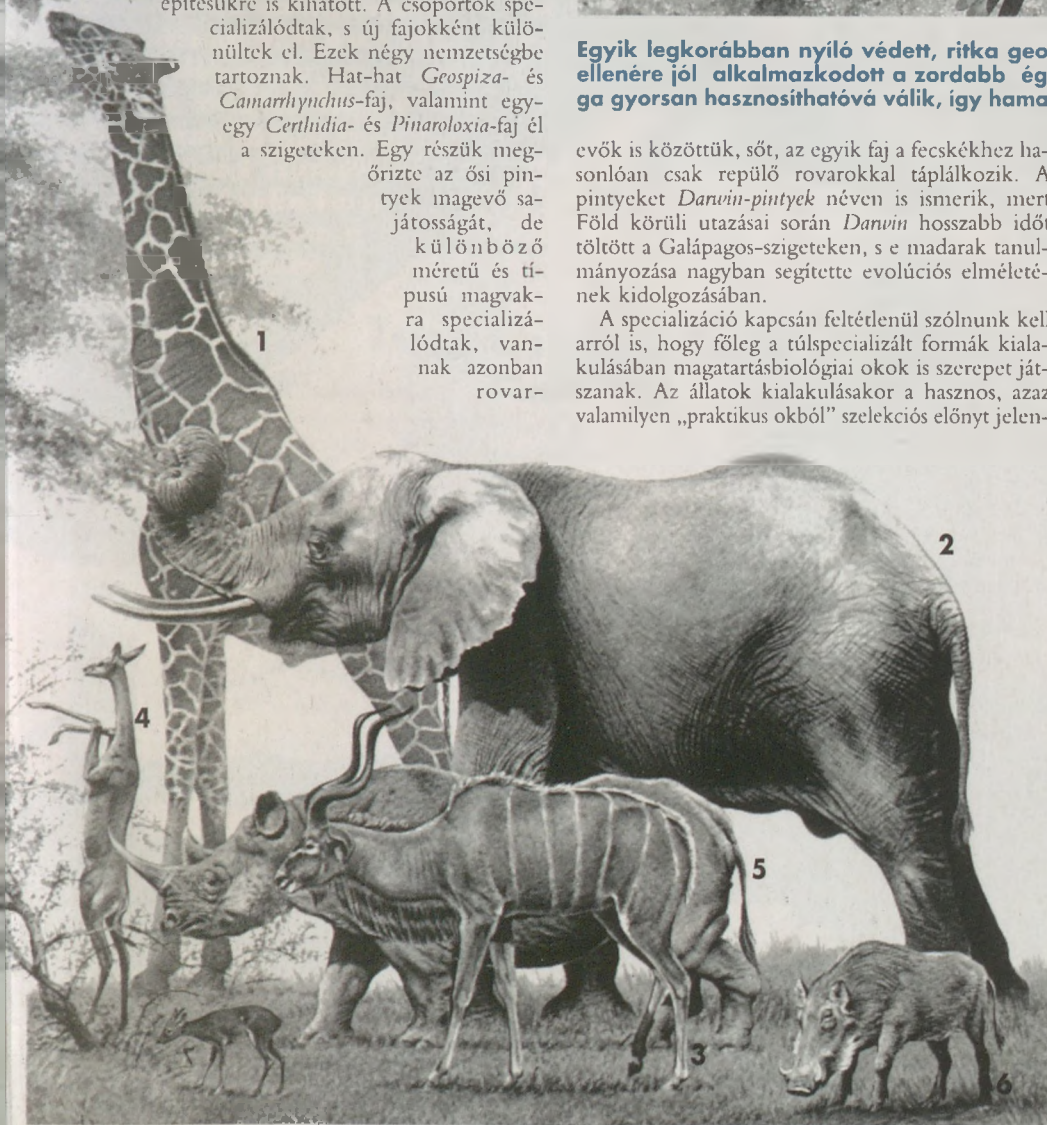 építésükre is kihatott. A csoportok spe-
cializálódtak, s új fajokként külö-
nültek el. Ezek négy nemzetségbe
tartoznak. Hat-hat Geospiza- és
Camarrhynchus-faj, valamint egy-
egy Certhidia- és Pinaroloxia-faj él
a szigeteken. Egy részük meg-
őrizte az ősi pin-
tyek magevő sa-
játosságát, de
különböző
méretű és tí-
pusú magvak-
ra specializá-
lódtak, van-
nak azonban
rovar-
Egyik legkorábban nyíló védett, ritka geo
ellenére jól alkalmazkodott a zordabb ég
ga gyorsan hasznosíthatóvá válik, így hama
evők is közöttük, sőt, az egyik faj a fecskékhez ha-
sonlóan csak repülő rovarokkal táplálkozik. A
pintyeket Darwin-pintyek néven is ismerik, mert
Föld körüli utazásai során Darwin hosszabb időt
töltött a Galápagos-szigeteken, s e madarak tanul-
mányozása nagyban segítette evolúciós elméleté-
nek kidolgozásában.
A specializáció kapcsán feltétlenül szólnunk kell
arról is, hogy főleg a túlspecializált formák kiala-
kulásában magatartásbiológiai okok is szerepet ját-
szanak. Az állatok kialakulásakor a hasznos, azaz
valamilyen „praktikus okból” szelekciós előnyt jelen-
1
2
4
5
3
6